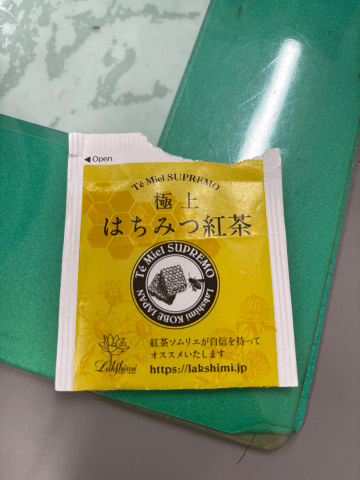 ◀Open
Té Miel SUPREMO
極上
はちみつ紅茶
Té Miel SUPREMO
Lakshimi KOBE JAPAN
Lakshimi
紅茶ソムリエが自信を持って
オススメいたします
https://lakshimi.jp